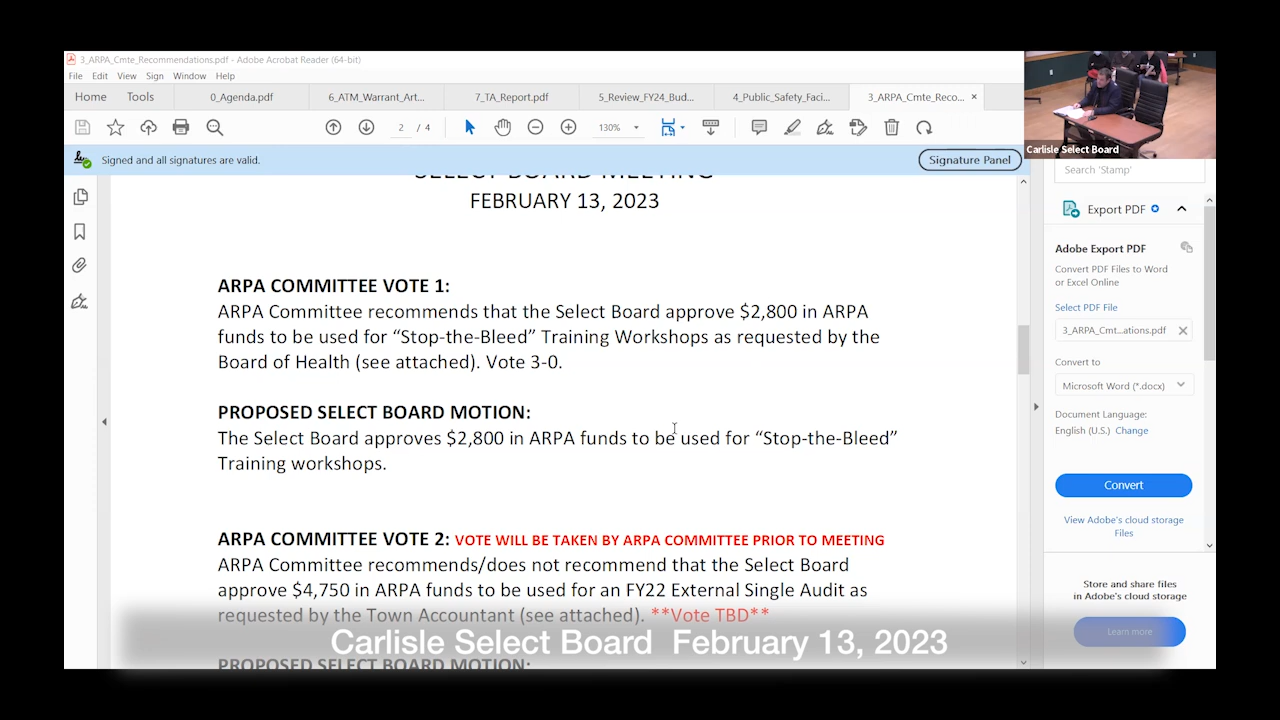 3_ARPA_Cmte_Recommendations.pdf - Adobe Acrobat Reader (64-bit)
File Edit View Sign Window Help
Home Tools 0_Agenda.pdf 6_ATM_Warrant_Art... 7_TA_Report.pdf 5_Review_FY24_Bud... 4_Public_Safety_Faci... 3_ARPA_Cmte_Reco... ×
2 / 4 130%
Signed and all signatures are valid. Signature Panel
Carlisle Select Board
SELECT BOARD MEETING
FEBRUARY 13, 2023
ARPA COMMITTEE VOTE 1:
ARPA Committee recommends that the Select Board approve $2,800 in ARPA
funds to be used for “Stop-the-Bleed” Training Workshops as requested by the
Board of Health (see attached). Vote 3-0.
PROPOSED SELECT BOARD MOTION:
The Select Board approves $2,800 in ARPA funds to be used for “Stop-the-Bleed”
Training workshops.
ARPA COMMITTEE VOTE 2: VOTE WILL BE TAKEN BY ARPA COMMITTEE PRIOR TO MEETING
ARPA Committee recommends/does not recommend that the Select Board
approve $4,750 in ARPA funds to be used for an FY22 External Single Audit as
requested by the Town Accountant (see attached). **Vote TBD**
PROPOSED SELECT BOARD MOTION:
Search 'Stamp'
Export PDF
Adobe Export PDF
Convert PDF Files to Word
or Excel Online
Select PDF File
3_ARPA_Cmt...ations.pdf
Convert to
Microsoft Word (*.docx)
Document Language:
English (U.S.) Change
Convert
View Adobe's cloud storage
Files
Store and share files
in Adobe's cloud storage
Learn more
Carlisle Select Board February 13, 2023